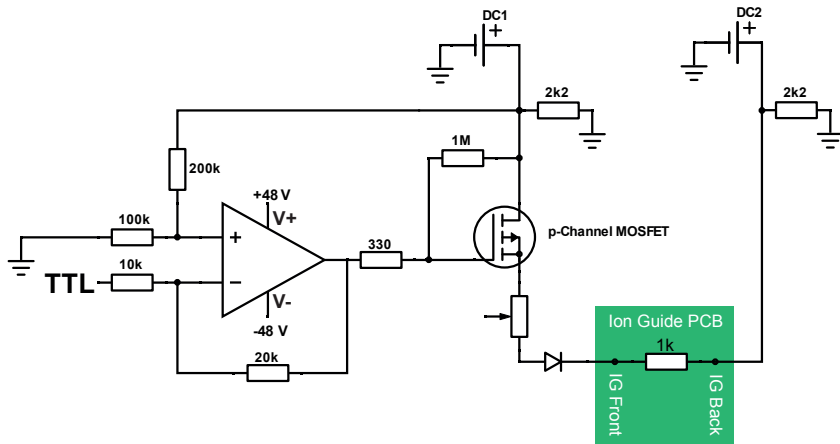 DC1
DC2
2k2
2k2
1M
200k
+48 V
V+
100k
+
p-Channel MOSFET
330
10k
TTL
−
V-
-48 V
Ion Guide PCB
20k
1k
IG Front
IG Back